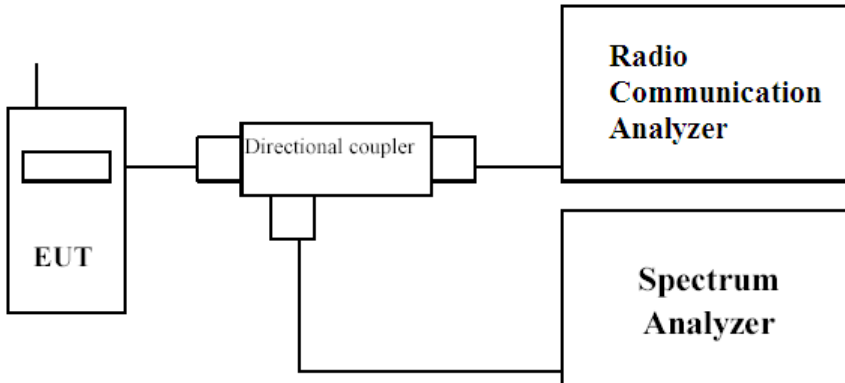 Radio
Communication
Analyzer
Directional coupler
EUT
Spectrum
Analyzer